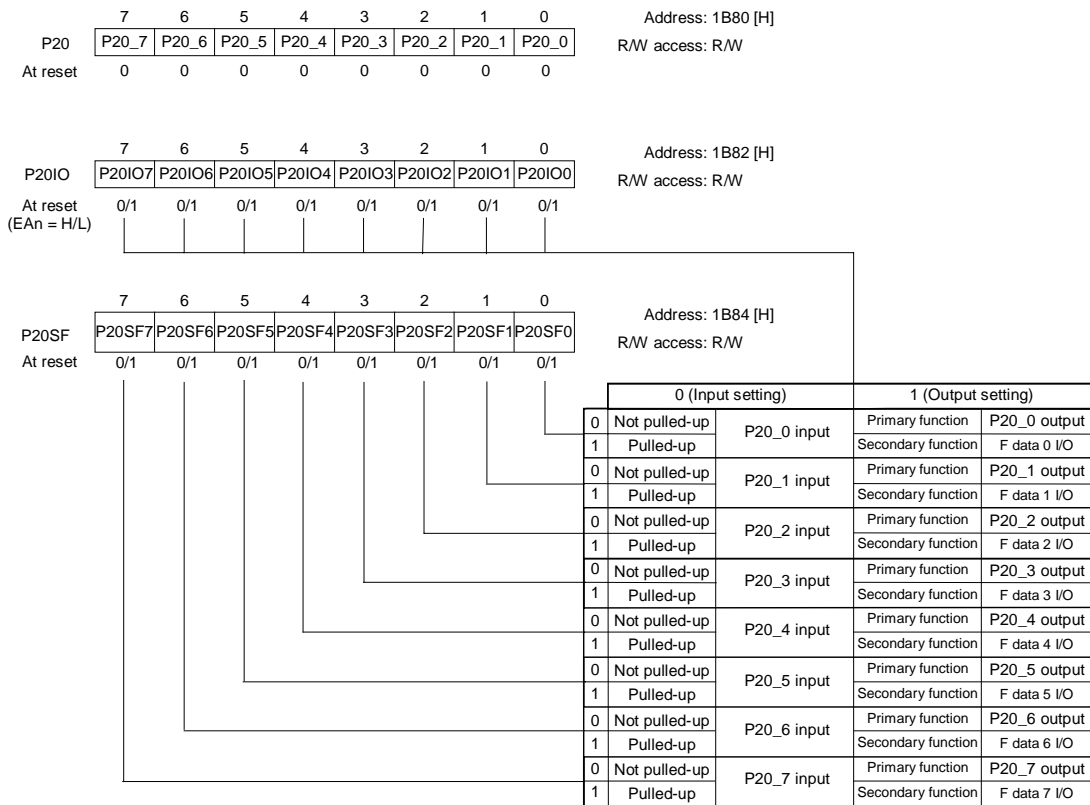 7 6 5 4 3 2 1 0 Address: 1B80 [H]
P20 P20_7 P20_6 P20_5 P20_4 P20_3 P20_2 P20_1 P20_0 R/W access: R/W
At reset 0 0 0 0 0 0 0 0
7 6 5 4 3 2 1 0 Address: 1B82 [H]
P20IO P20IO7 P20IO6 P20IO5 P20IO4 P20IO3 P20IO2 P20IO1 P20IO0 R/W access: R/W
At reset 0/1 0/1 0/1 0/1 0/1 0/1 0/1 0/1
(EAn = H/L)
7 6 5 4 3 2 1 0 Address: 1B84 [H]
P20SF P20SF7 P20SF6 P20SF5 P20SF4 P20SF3 P20SF2 P20SF1 P20SF0 R/W access: R/W
At reset 0/1 0/1 0/1 0/1 0/1 0/1 0/1 0/1
0 (Input setting) 1 (Output setting)
0 Not pulled-up P20_0 input Primary function P20_0 output
1 Pulled-up Secondary function F data 0 I/O
0 Not pulled-up P20_1 input Primary function P20_1 output
1 Pulled-up Secondary function F data 1 I/O
0 Not pulled-up P20_2 input Primary function P20_2 output
1 Pulled-up Secondary function F data 2 I/O
0 Not pulled-up P20_3 input Primary function P20_3 output
1 Pulled-up Secondary function F data 3 I/O
0 Not pulled-up P20_4 input Primary function P20_4 output
1 Pulled-up Secondary function F data 4 I/O
0 Not pulled-up P20_5 input Primary function P20_5 output
1 Pulled-up Secondary function F data 5 I/O
0 Not pulled-up P20_6 input Primary function P20_6 output
1 Pulled-up Secondary function F data 6 I/O
0 Not pulled-up P20_7 input Primary function P20_7 output
1 Pulled-up Secondary function F data 7 I/O